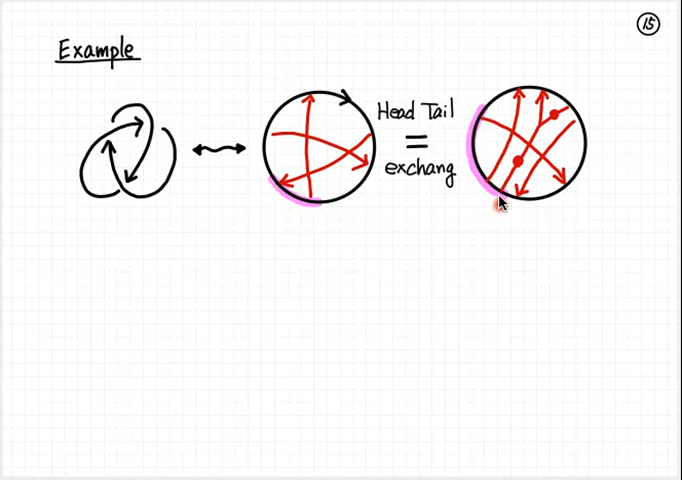 15
Example
Head Tail
=
exchang